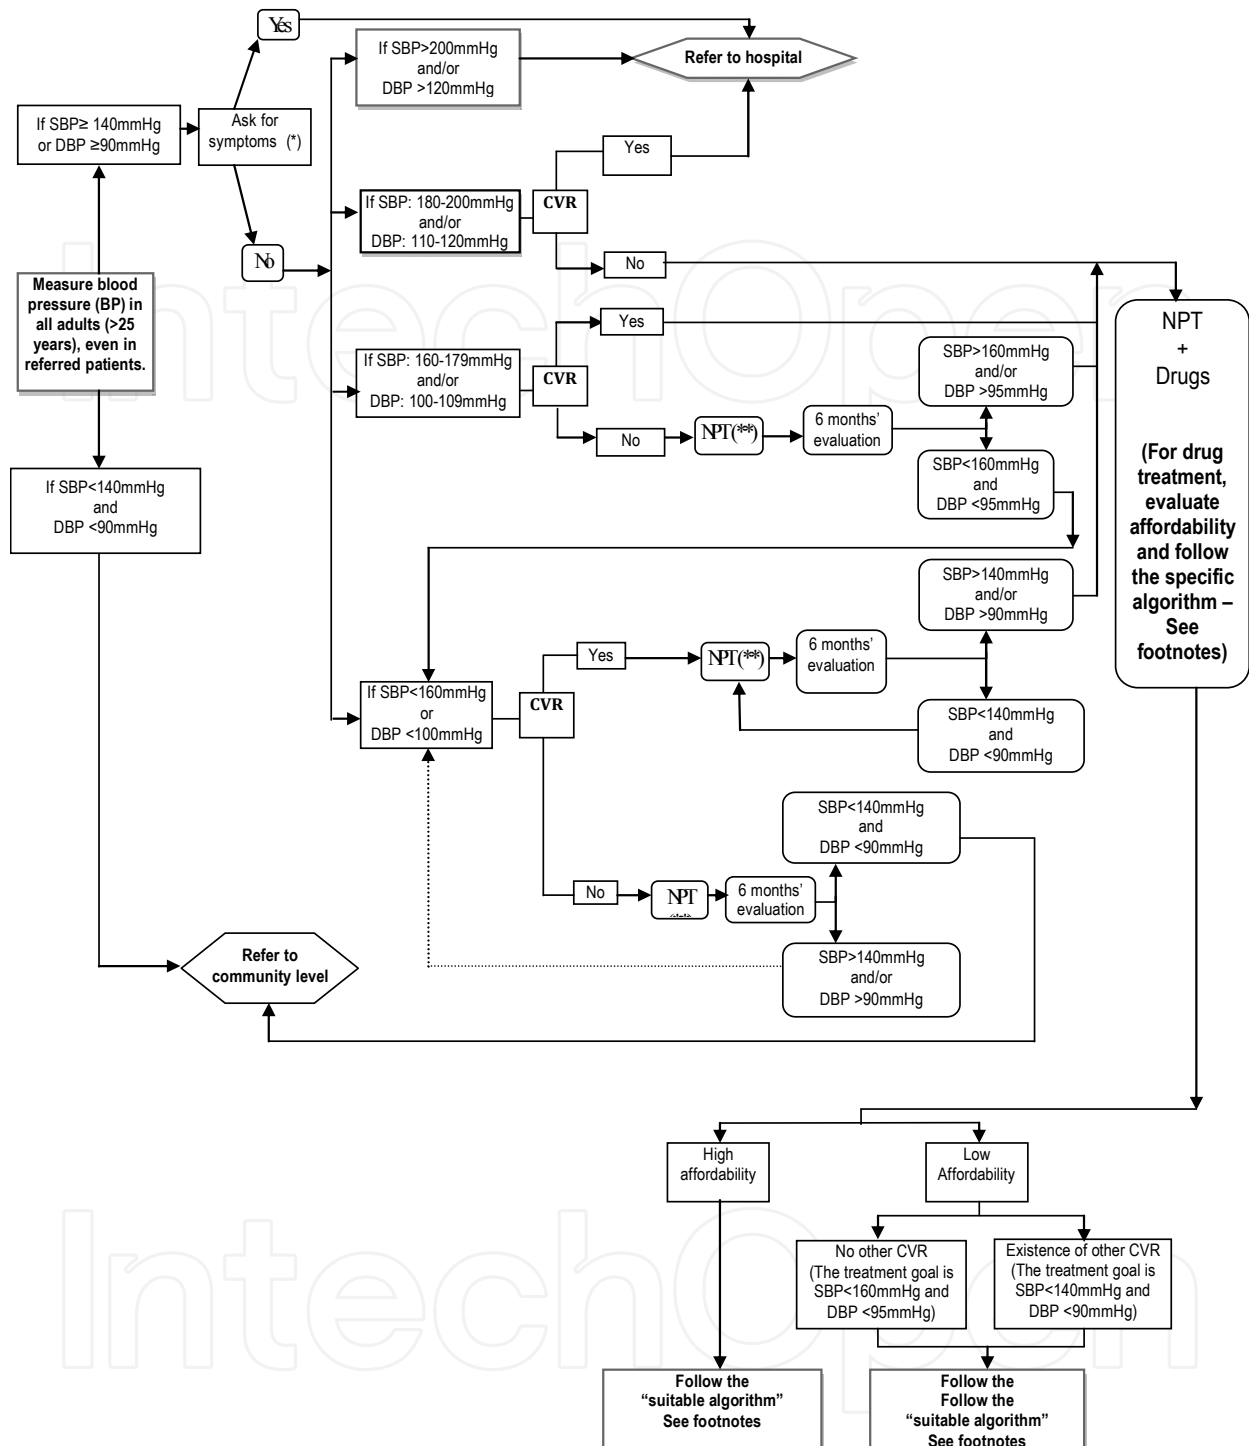 Yes
If SBP>200mmHg
and/or
DBP >120mmHg
Refer to hospital
If SBP≥ 140mmHg
or DBP ≥90mmHg
Ask for
symptoms (*)
Yes
If SBP: 180-200mmHg
and/or
DBP: 110-120mmHg
CVR
No
No
Measure blood
pressure (BP) in
all adults (>25
years), even in
referred patients.
Yes
If SBP: 160-179mmHg
and/or
DBP: 100-109mmHg
CVR
No
NPT(**)
6 months'
evaluation
SBP>160mmHg
and/or
DBP >95mmHg
SBP<160mmHg
and
DBP <95mmHg
NPT
+
Drugs
(For drug
treatment,
evaluate
affordability
and follow
the specific
algorithm –
See
footnotes)
If SBP<140mmHg
and
DBP <90mmHg
SBP>140mmHg
and/or
DBP >90mmHg
Yes
NPT(**)
6 months'
evaluation
If SBP<160mmHg
or
DBP <100mmHg
CVR
SBP<140mmHg
and
DBP <90mmHg
SBP<140mmHg
and
DBP <90mmHg
No
NPT
6 months'
evaluation
SBP>140mmHg
and/or
DBP >90mmHg
Refer to
community level
High
affordability
Low
Affordability
No other CVR
(The treatment goal is
SBP<160mmHg and
DBP <95mmHg)
Existence of other CVR
(The treatment goal is
SBP<140mmHg and
DBP <90mmHg)
Follow the
"suitable algorithm"
See footnotes
Follow the
Follow the
"suitable algorithm"
See footnotes
IntechOpen
IntechOpen